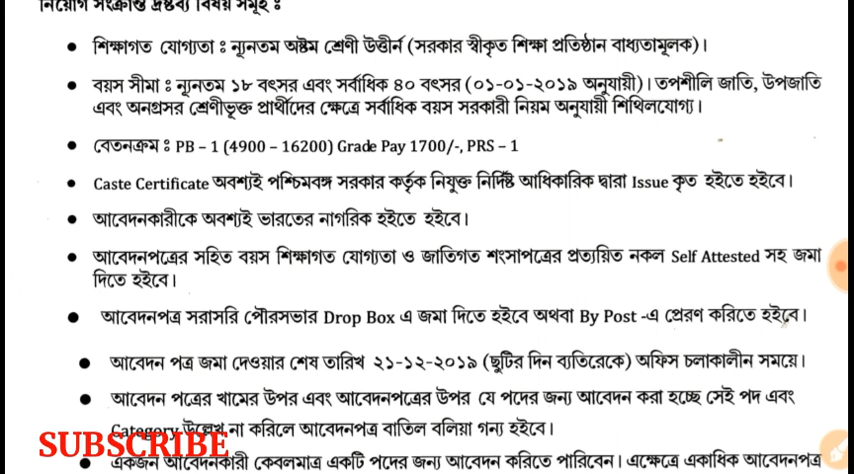 নিয়োগ সংক্রান্ত দ্রষ্টব্য বিষয় সমূহ ঃ
• শিক্ষাগত যোগ্যতা ঃ ন্যূনতম অষ্টম শ্রেণী উত্তীর্ন (সরকার স্বীকৃত শিক্ষা প্রতিষ্ঠান বাধ্যতামূলক)।
• বয়স সীমা ঃ ন্যূনতম ১৮ বৎসর এবং সর্বাধিক ৪০ বৎসর (০১-০১-২০১৯ অনুযায়ী)। তপশীলি জাতি, উপজাতি
এবং অনগ্রসর শ্রেণীভূক্ত প্রার্থীদের ক্ষেত্রে সর্বাধিক বয়স সরকারী নিয়ম অনুযায়ী শিথিলযোগ্য।
• বেতনক্রম ঃ PB – 1 (4900 – 16200) Grade Pay 1700/-, PRS – 1
• Caste Certificate অবশ্যই পশ্চিমবঙ্গ সরকার কর্তৃক নিযুক্ত নির্দিষ্ট আধিকারিক দ্বারা Issue কৃত হইতে হইবে।
• আবেদনকারীকে অবশ্যই ভারতের নাগরিক হইতে হইবে।
• আবেদনপত্রের সহিত বয়স শিক্ষাগত যোগ্যতা ও জাতিগত শংসাপত্রের প্রত্যয়িত নকল Self Attested সহ জমা
দিতে হইবে।
• আবেদনপত্র সরাসরি পৌরসভার Drop Box এ জমা দিতে হইবে অথবা By Post -এ প্রেরণ করিতে হইবে।
• আবেদন পত্র জমা দেওয়ার শেষ তারিখ ২১-১২-২০১৯ (ছুটির দিন ব্যতিরেকে) অফিস চলাকালীন সময়ে।
• আবেদন পত্রের খামের উপর এবং আবেদনপত্রের উপর যে পদের জন্য আবেদন করা হচ্ছে সেই পদ এবং
Category উল্লেখ না করিলে আবেদনপত্র বাতিল বলিয়া গন্য হইবে।
SUBSCRIBE
• একজন আবেদনকারী কেবলমাত্র একটি পদের জন্য আবেদন করিতে পারিবেন। এক্ষেত্রে একাধিক আবেদনপত্র